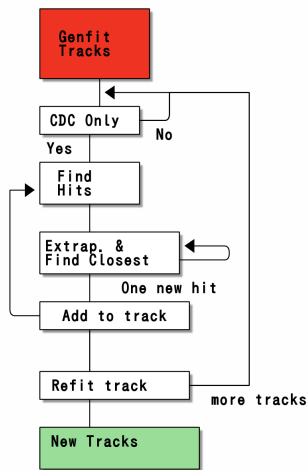 Genfit
Tracks
CDC Only
No
Yes
Find
Hits
Extrap. &
Find Closest
One new hit
Add to track
Refit track
more tracks
New Tracks